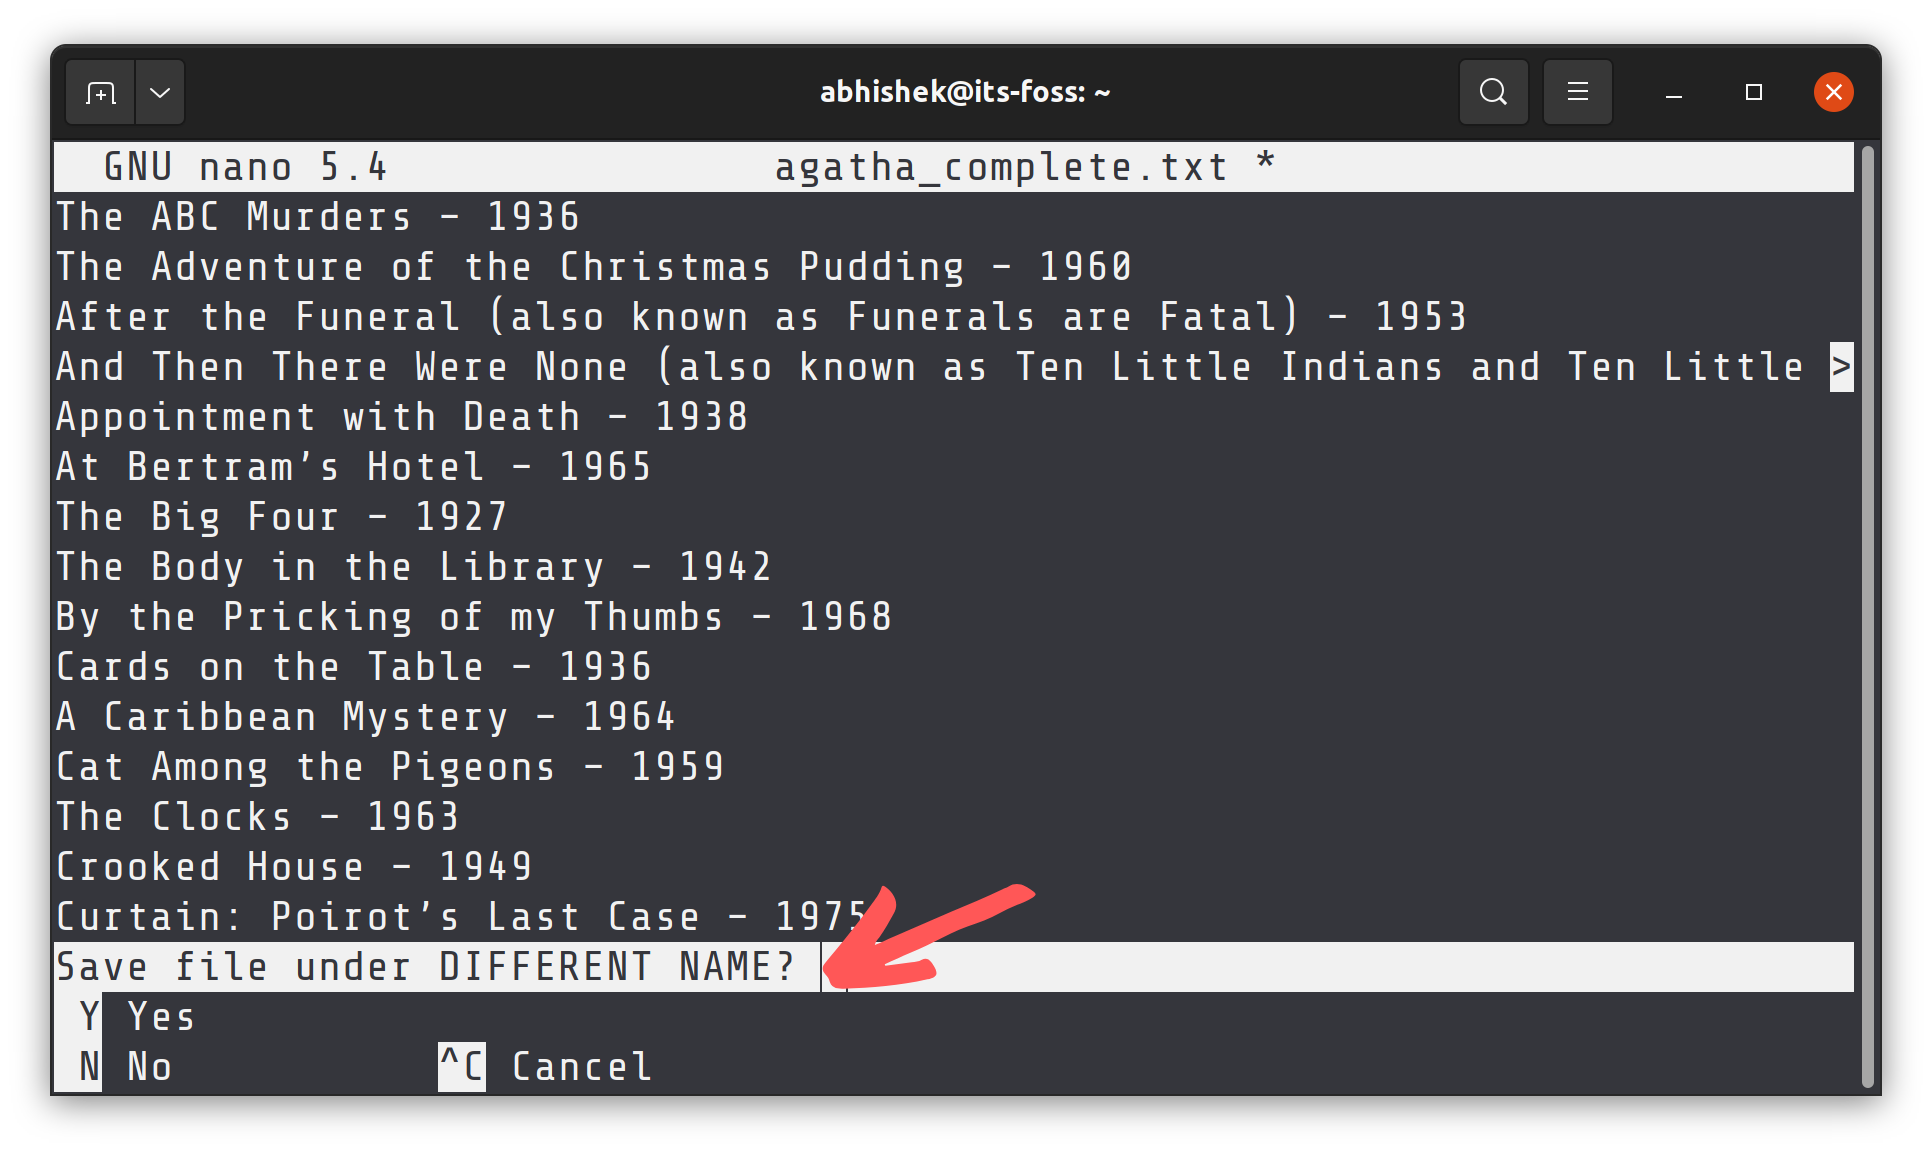 abhishek@its-foss: ~
GNU nano 5.4 agatha_complete.txt *
The ABC Murders - 1936
The Adventure of the Christmas Pudding - 1960
After the Funeral (also known as Funerals are Fatal) - 1953
And Then There Were None (also known as Ten Little Indians and Ten Little >
Appointment with Death - 1938
At Bertram’s Hotel - 1965
The Big Four - 1927
The Body in the Library - 1942
By the Pricking of my Thumbs - 1968
Cards on the Table - 1936
A Caribbean Mystery - 1964
Cat Among the Pigeons - 1959
The Clocks - 1963
Crooked House - 1949
Curtain: Poirot’s Last Case - 1975
Save file under DIFFERENT NAME?
Y Yes
N No ^C Cancel